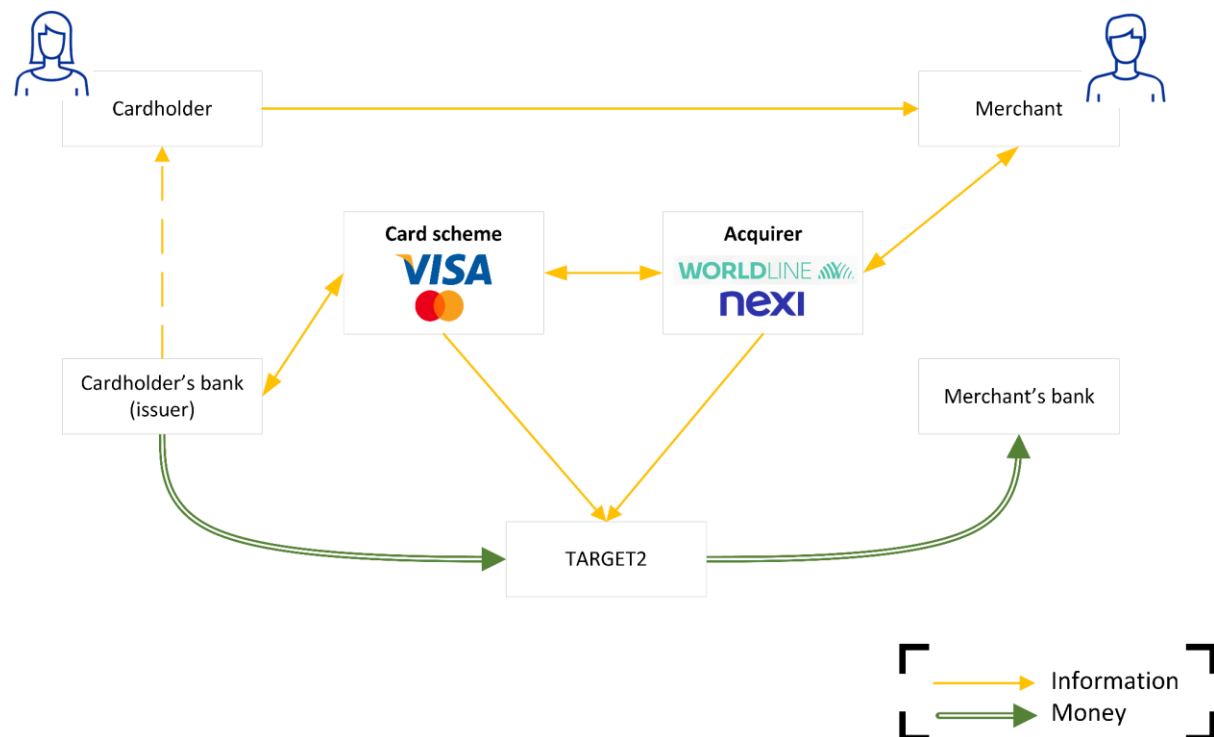 Cardholder
Merchant
Card scheme
VISA
Acquirer
WORLDLINE
nexi
Cardholder's bank
(issuer)
Merchant's bank
TARGET2
Information
Money